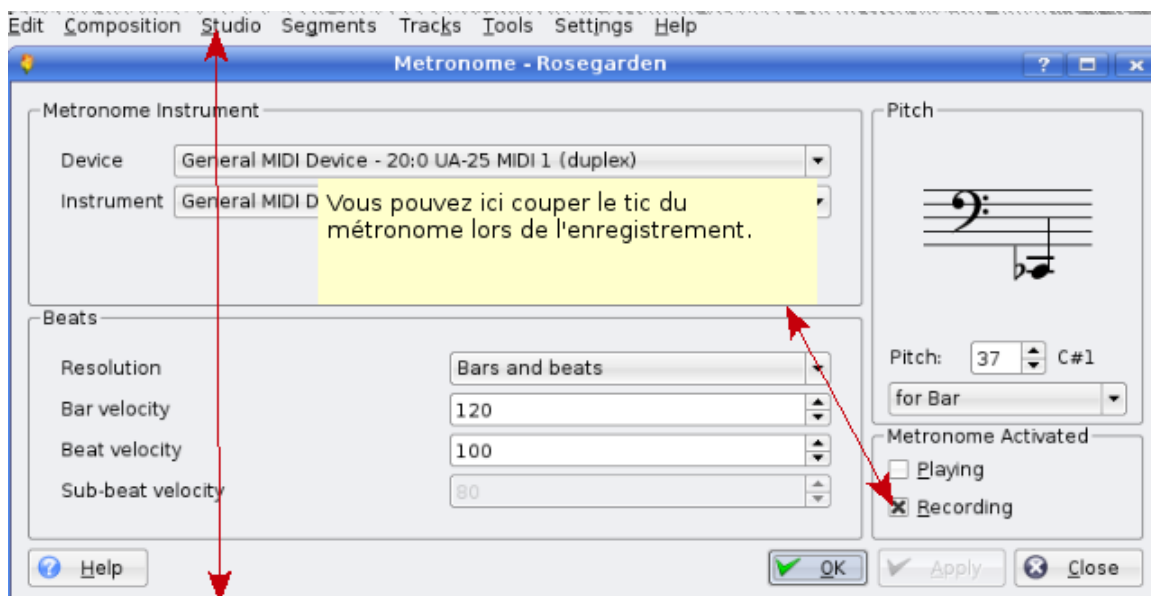 Edit Composition Studio Segments Tracks Tools Settings Help
Metronome - Rosegarden
Metronome Instrument
Device General MIDI Device - 20:0 UA-25 MIDI 1 (duplex)
Instrument General MIDI D
Vous pouvez ici couper le tic du
métronome lors de l'enregistrement.
Beats
Resolution Bars and beats
Bar velocity 120
Beat velocity 100
Sub-beat velocity 80
Pitch
Pitch: 37 C#1
for Bar
Metronome Activated
Playing
Recording
Help OK Apply Close